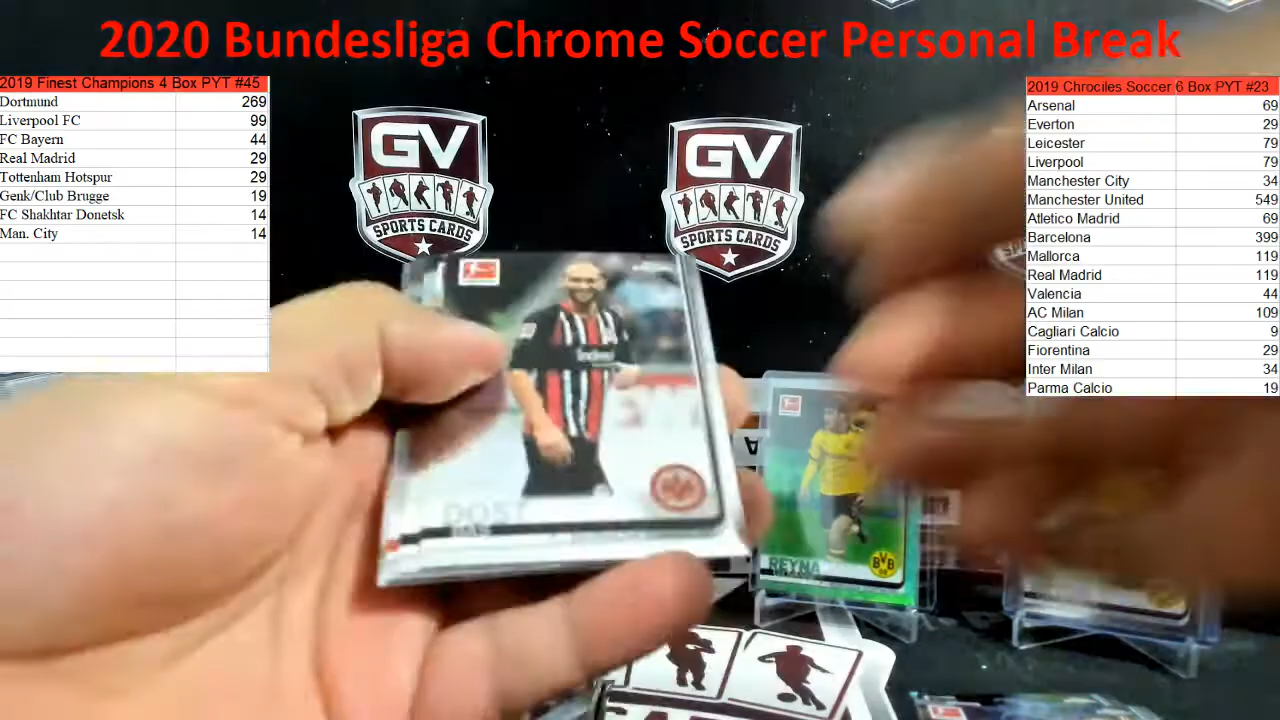 2020 Bundesliga Chrome Soccer Personal Break
2019 Finest Champions 4 Box PYT #45
Dortmund 269
Liverpool FC 99
FC Bayern 44
Real Madrid 29
Tottenham Hotspur 29
Genk/Club Brugge 19
FC Shakhtar Donetsk 14
Man. City 14
2019 Chrociles Soccer 6 Box PYT #23
Arsenal 69
Everton 29
Leicester 79
Liverpool 79
Manchester City 34
Manchester United 549
Atletico Madrid 69
Barcelona 399
Mallorca 119
Real Madrid 119
Valencia 44
AC Milan 109
Cagliari Calcio 9
Fiorentina 29
Inter Milan 34
Parma Calcio 19
GV
SPORTS CARDS
GV
SPORTS CARDS
DOST
BAS
REYNA
BVB
09